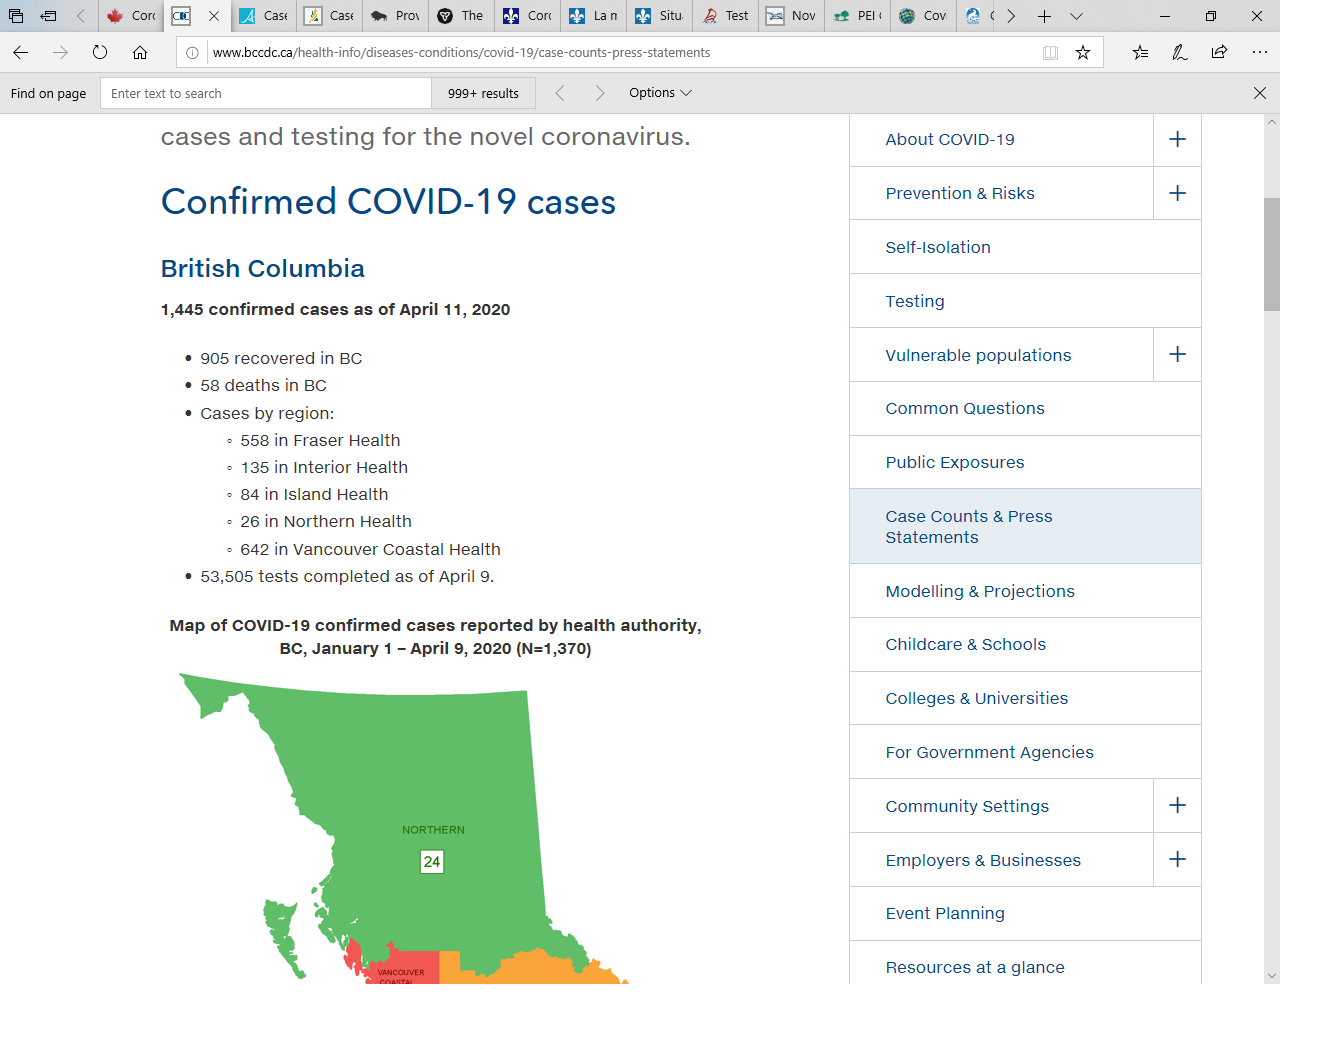 Corc
Case
Case
Prov
The
Corc
La n
Situ
Test
Nov
PEI (
Covi
www.bccdc.ca/health-info/diseases-conditions/covid-19/case-counts-press-statements
Find on page
Enter text to search
999+ results
Options
cases and testing for the novel coronavirus.
Confirmed COVID-19 cases
British Columbia
1,445 confirmed cases as of April 11, 2020
• 905 recovered in BC
• 58 deaths in BC
• Cases by region:
◦ 558 in Fraser Health
◦ 135 in Interior Health
◦ 84 in Island Health
◦ 26 in Northern Health
◦ 642 in Vancouver Coastal Health
• 53,505 tests completed as of April 9.
Map of COVID-19 confirmed cases reported by health authority,
BC, January 1 – April 9, 2020 (N=1,370)
NORTHERN
24
VANCOUVER
COASTAL
About COVID-19
Prevention & Risks
Self-Isolation
Testing
Vulnerable populations
Common Questions
Public Exposures
Case Counts & Press
Statements
Modelling & Projections
Childcare & Schools
Colleges & Universities
For Government Agencies
Community Settings
Employers & Businesses
Event Planning
Resources at a glance